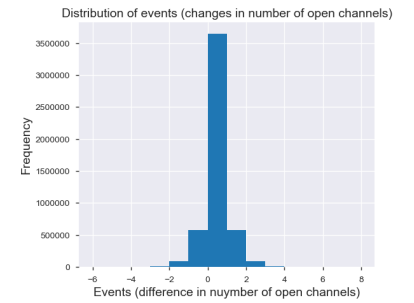 Distribution of events (changes in number of open channels)
3500000
3000000
2500000
2000000
1500000
1000000
500000
0
Frequency
−6 −4 −2 0 2 4 6 8
Events (difference in nuymber of open channels)